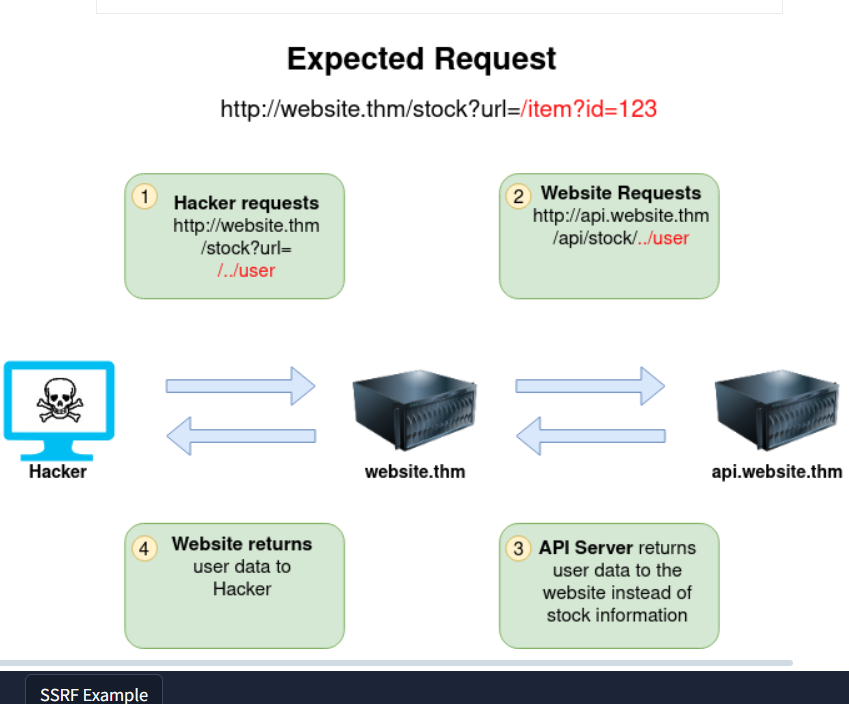 Expected Request
http://website.thm/stock?url=/item?id=123
1
Hacker requests
http://website.thm
/stock?url=
/../user
2
Website Requests
http://api.website.thm
/api/stock/../user
Hacker
website.thm
api.website.thm
4
Website returns
user data to
Hacker
3
API Server returns
user data to the
website instead of
stock information
SSRF Example